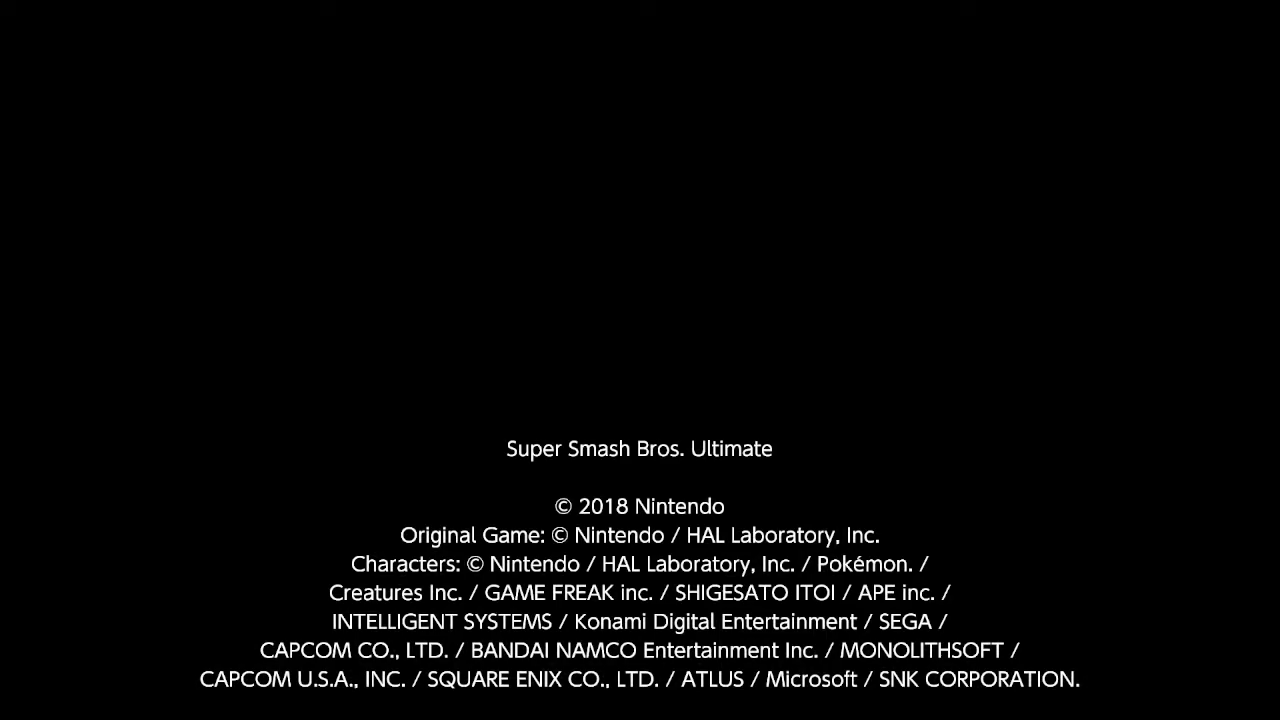 Super Smash Bros. Ultimate
© 2018 Nintendo
Original Game: © Nintendo / HAL Laboratory, Inc.
Characters: © Nintendo / HAL Laboratory, Inc. / Pokémon. /
Creatures Inc. / GAME FREAK inc. / SHIGESATO ITOI / APE inc. /
INTELLIGENT SYSTEMS / Konami Digital Entertainment / SEGA /
CAPCOM CO., LTD. / BANDAI NAMCO Entertainment Inc. / MONOLITHSOFT /
CAPCOM U.S.A., INC. / SQUARE ENIX CO., LTD. / ATLUS / Microsoft / SNK CORPORATION.